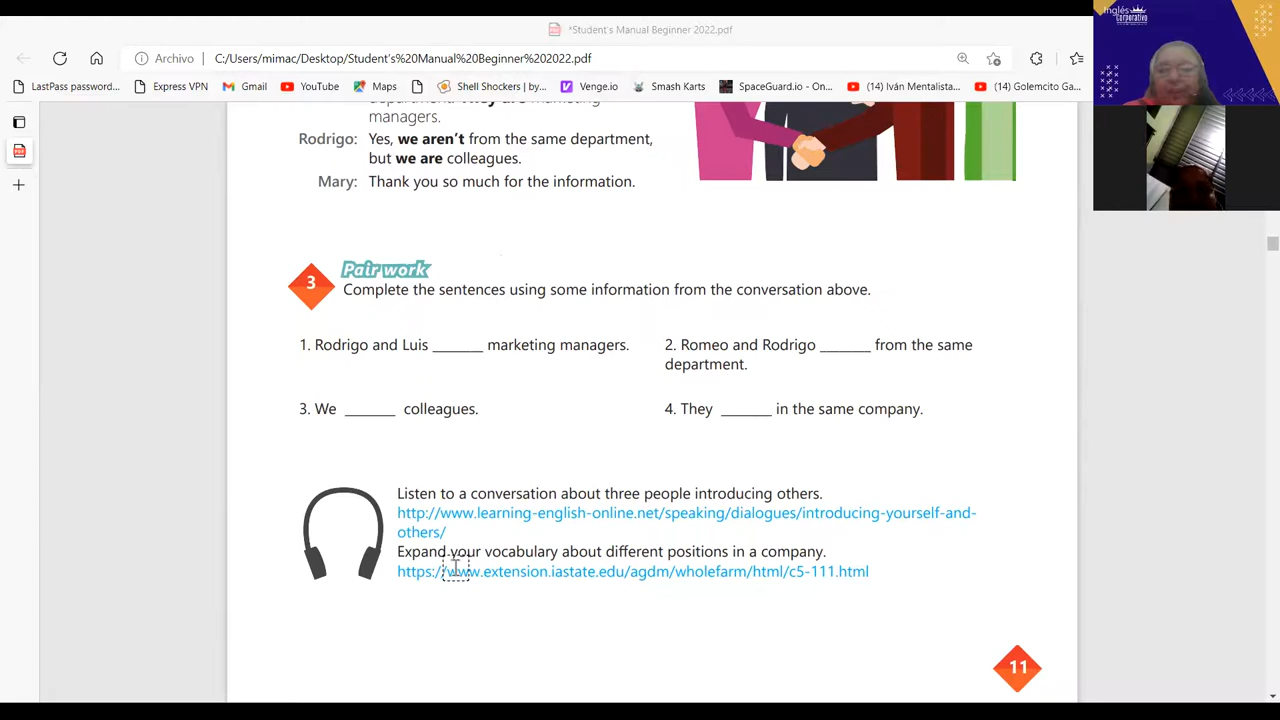 *Student's Manual Beginner 2022.pdf
Archivo
C:/Users/mimac/Desktop/Student's%20Manual%20Beginner%202022.pdf
LastPass password...
Express VPN
Gmail
YouTube
Maps
Shell Shockers | by...
Venge.io
Smash Karts
SpaceGuard.io - On...
(14) Iván Mentalista...
(14) Golemcito Ga...
Inglés
Corporativo
managers.
Rodrigo: Yes, we aren't from the same department,
but we are colleagues.
Mary: Thank you so much for the information.
3
Pair work
Complete the sentences using some information from the conversation above.
1. Rodrigo and Luis _______ marketing managers.
2. Romeo and Rodrigo _______ from the same
department.
3. We _______ colleagues.
4. They _______ in the same company.
Listen to a conversation about three people introducing others.
http://www.learning-english-online.net/speaking/dialogues/introducing-yourself-and-
others/
Expand your vocabulary about different positions in a company.
https://www.extension.iastate.edu/agdm/wholefarm/html/c5-111.html
11